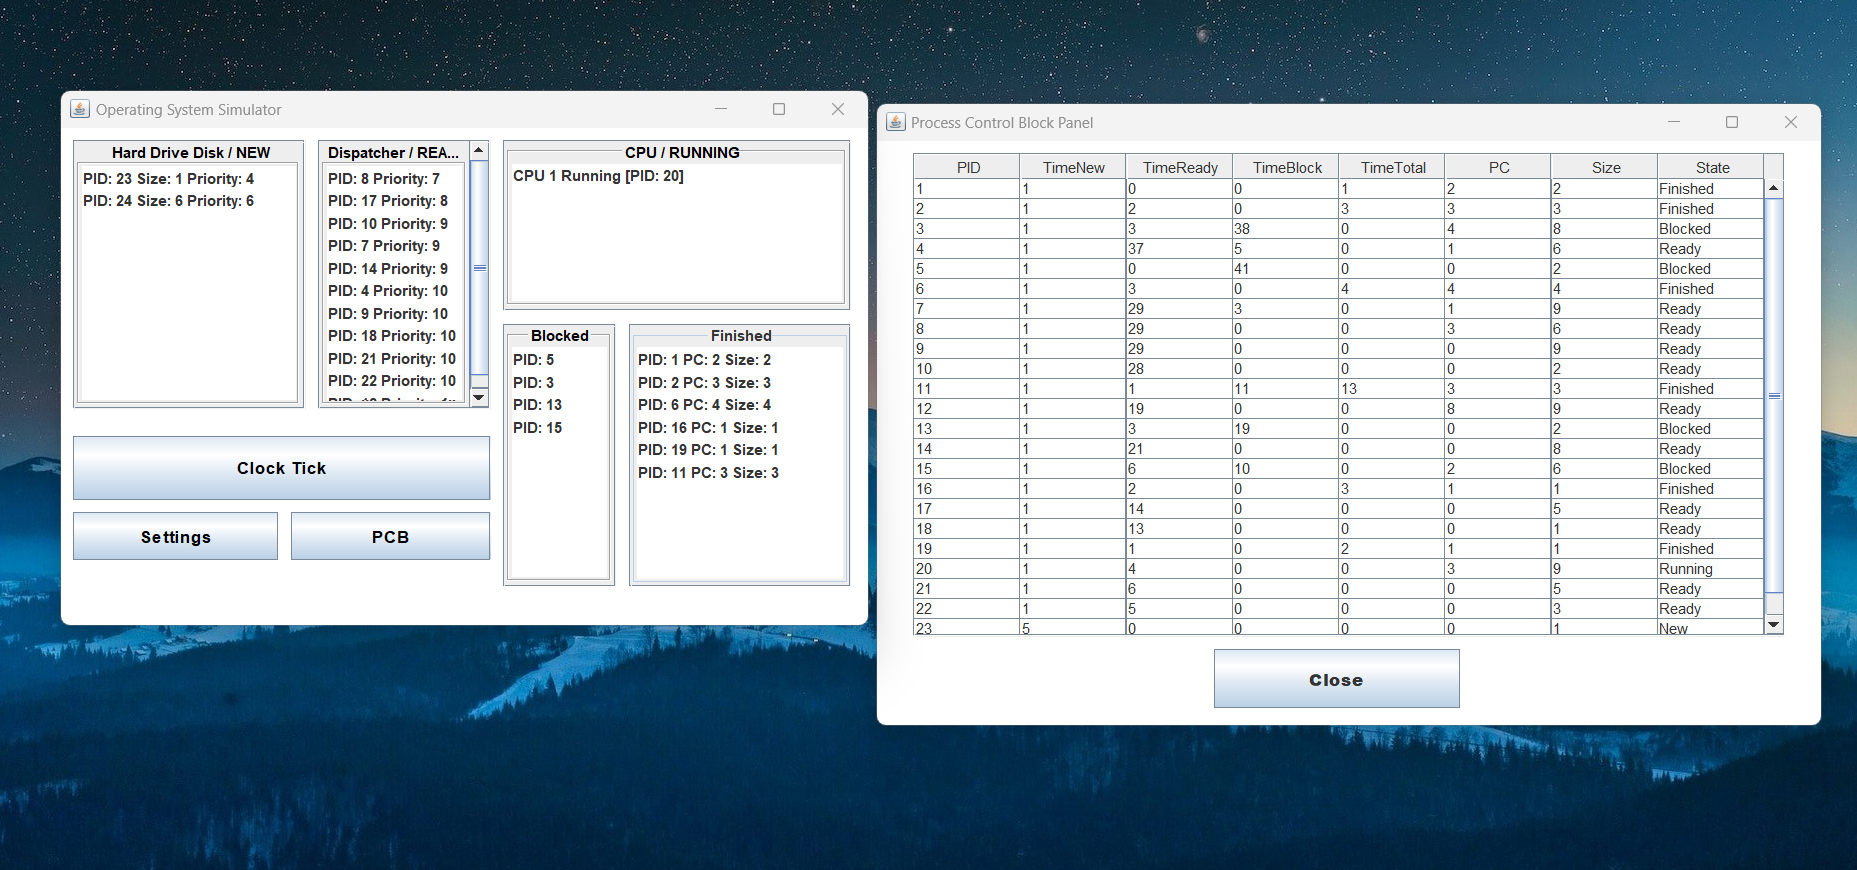 Operating System Simulator
Hard Drive Disk / NEW
PID: 23 Size: 1 Priority: 4
PID: 24 Size: 6 Priority: 6
Dispatcher / REA...
PID: 8 Priority: 7
PID: 17 Priority: 8
PID: 10 Priority: 9
PID: 7 Priority: 9
PID: 14 Priority: 9
PID: 4 Priority: 10
PID: 9 Priority: 10
PID: 18 Priority: 10
PID: 21 Priority: 10
PID: 22 Priority: 10
CPU / RUNNING
CPU 1 Running [PID: 20]
Blocked
PID: 5
PID: 3
PID: 13
PID: 15
Finished
PID: 1 PC: 2 Size: 2
PID: 2 PC: 3 Size: 3
PID: 6 PC: 4 Size: 4
PID: 16 PC: 1 Size: 1
PID: 19 PC: 1 Size: 1
PID: 11 PC: 3 Size: 3
Clock Tick
Settings
PCB
Process Control Block Panel
PID TimeNew TimeReady TimeBlock TimeTotal PC Size State
1 1 0 0 1 2 2 Finished
2 1 2 0 3 3 3 Finished
3 1 3 38 0 4 8 Blocked
4 1 37 5 0 1 6 Ready
5 1 0 41 0 0 2 Blocked
6 1 3 0 4 4 4 Finished
7 1 29 3 0 1 9 Ready
8 1 29 0 0 3 6 Ready
9 1 29 0 0 0 9 Ready
10 1 28 0 0 0 2 Ready
11 1 1 11 13 3 3 Finished
12 1 19 0 0 8 9 Ready
13 1 3 19 0 0 2 Blocked
14 1 21 0 0 0 8 Ready
15 1 6 10 0 2 6 Blocked
16 1 2 0 3 1 1 Finished
17 1 14 0 0 0 5 Ready
18 1 13 0 0 0 1 Ready
19 1 1 0 2 1 1 Finished
20 1 4 0 0 3 9 Running
21 1 6 0 0 0 5 Ready
22 1 5 0 0 0 3 Ready
23 5 0 0 0 0 1 New
Close